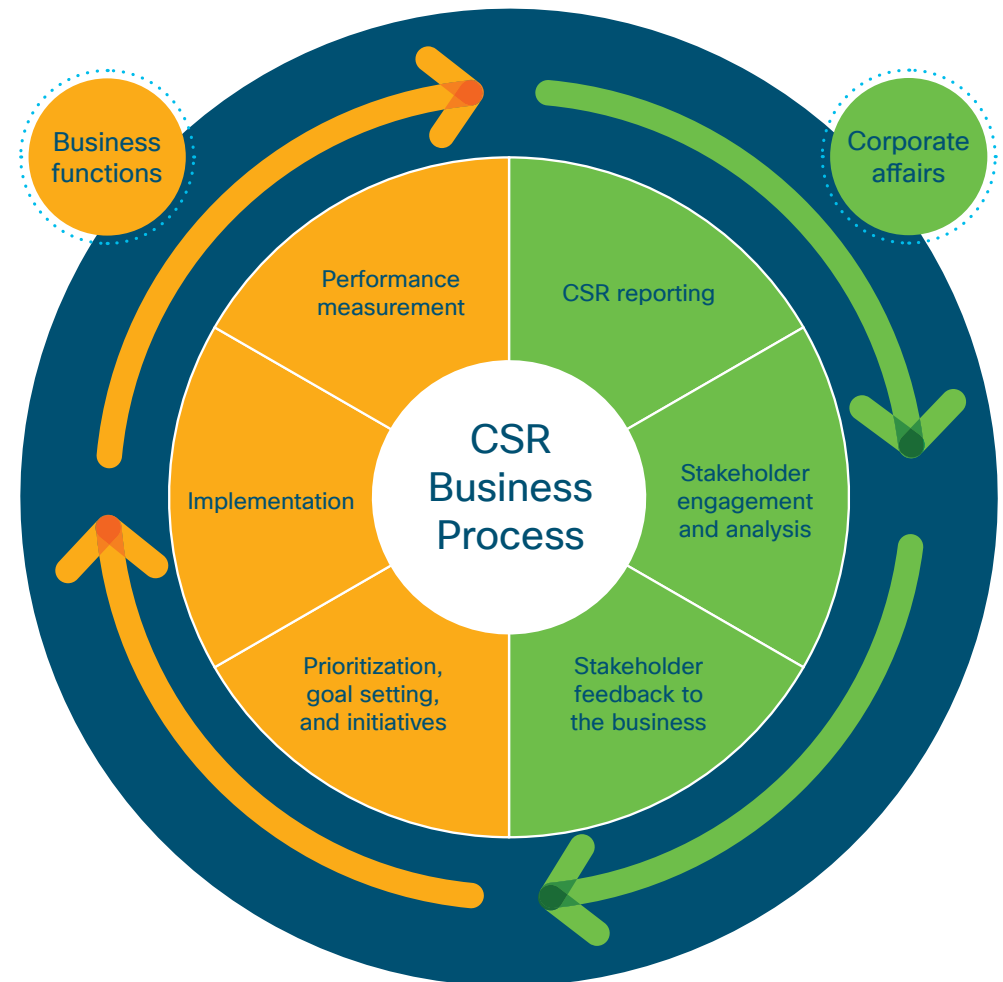 Business
functions
Corporate
affairs
Performance
measurement
CSR reporting
CSR
Business
Process
Implementation
Stakeholder
engagement
and analysis
Prioritization,
goal setting,
and initiatives
Stakeholder
feedback to
the business